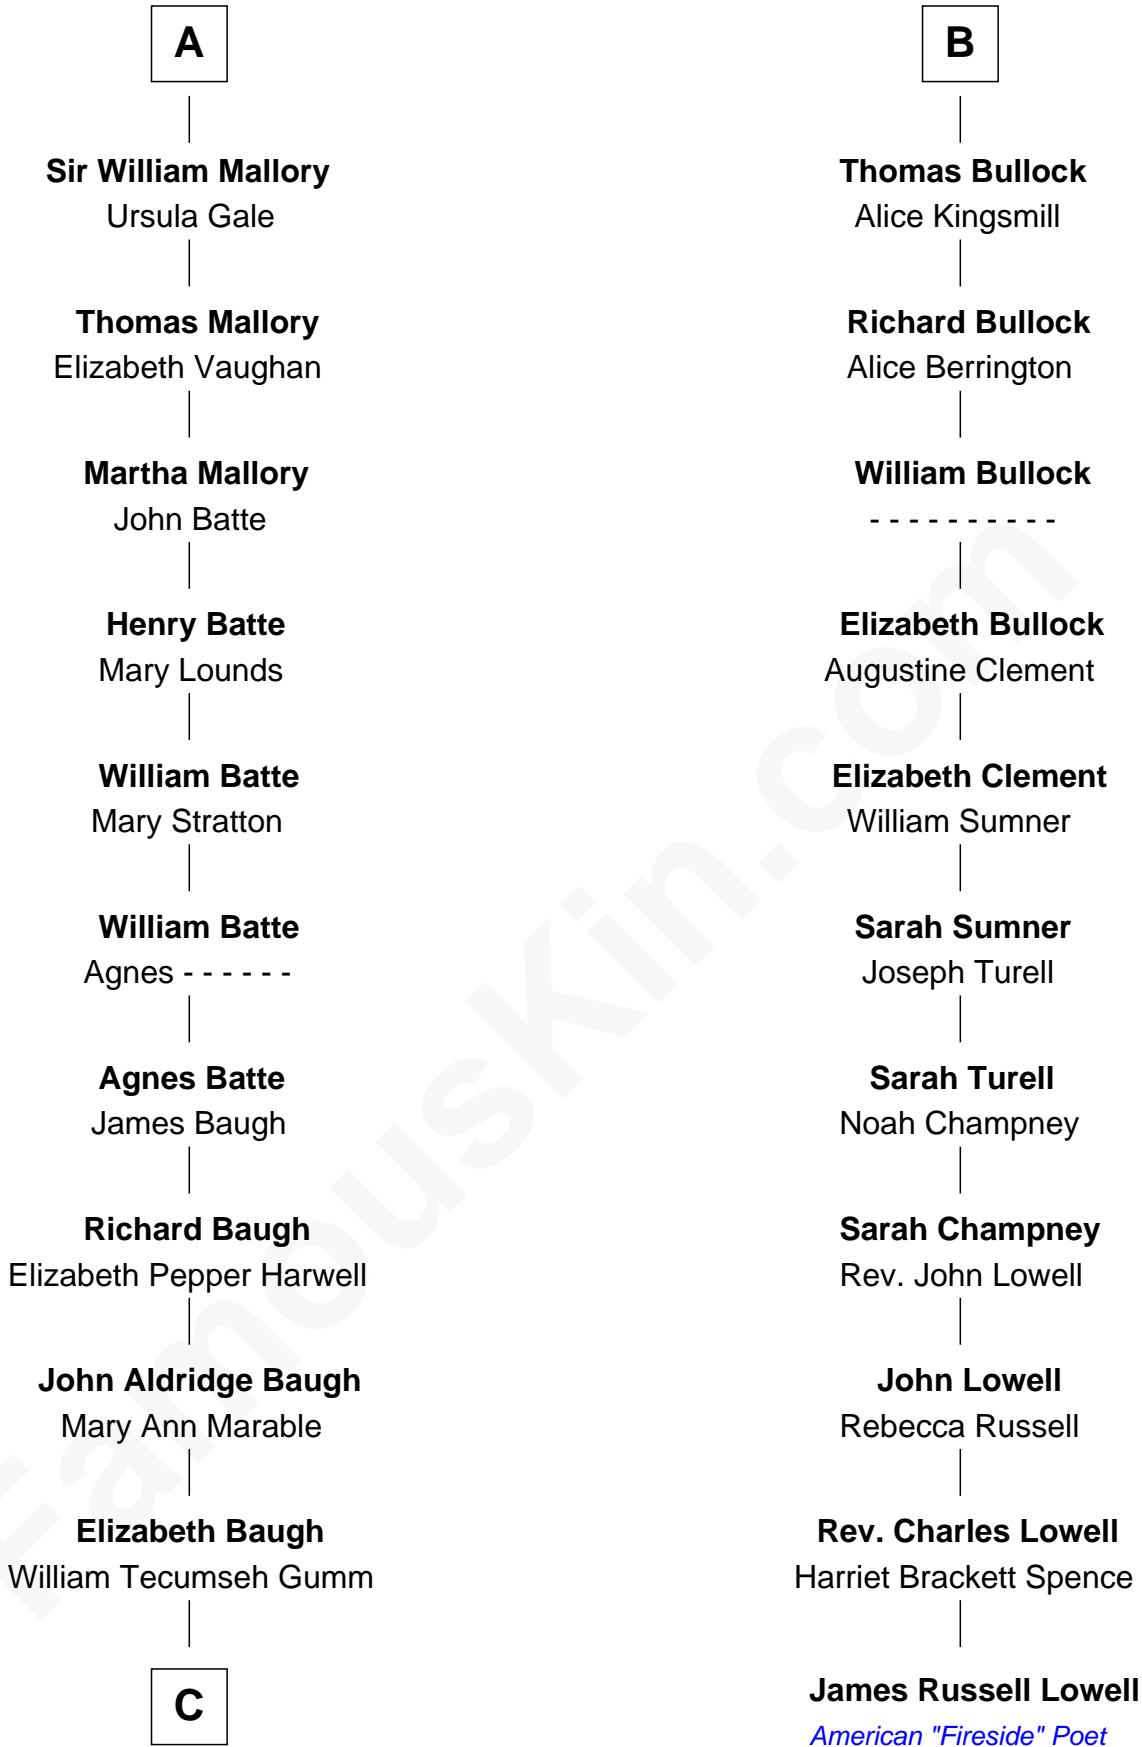 A
Sir William Mallory
Ursula Gale
Thomas Mallory
Elizabeth Vaughan
Martha Mallory
John Batte
Henry Batte
Mary Lounds
William Batte
Mary Stratton
William Batte
Agnes - - - - - -
Agnes Batte
James Baugh
Richard Baugh
Elizabeth Pepper Harwell
John Aldridge Baugh
Mary Ann Marable
Elizabeth Baugh
William Tecumseh Gumm
C
B
Thomas Bullock
Alice Kingsmill
Richard Bullock
Alice Berrington
William Bullock
- - - - - - - - - -
Elizabeth Bullock
Augustine Clement
Elizabeth Clement
William Sumner
Sarah Sumner
Joseph Turell
Sarah Turell
Noah Champney
Sarah Champney
Rev. John Lowell
John Lowell
Rebecca Russell
Rev. Charles Lowell
Harriet Brackett Spence
James Russell Lowell
American "Fireside" Poet
FamousKin.com